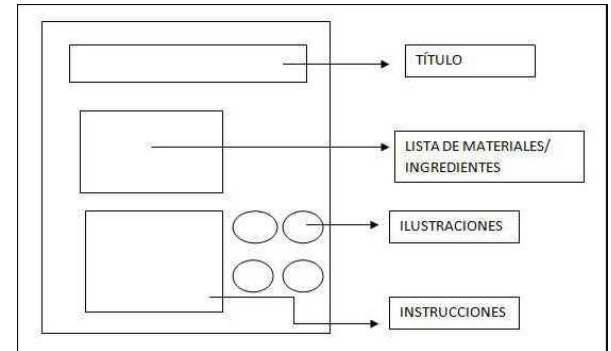 TÍTULO
LISTA DE MATERIALES/
INGREDIENTES
ILUSTRACIONES
INSTRUCCIONES